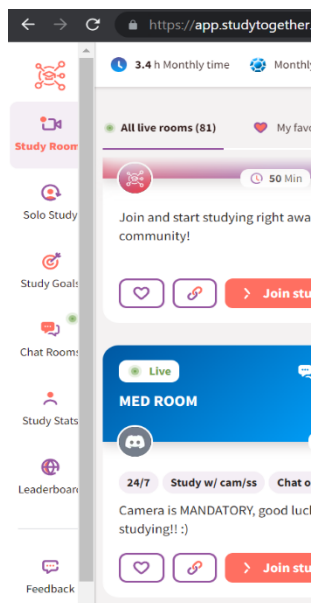 https://app.studytogether.
3.4 h Monthly time
Monthly
Study Room
All live rooms (81)
My favo
50 Min
Solo Study
Join and start studying right awa
community!
Study Goals
Join stu
Chat Rooms
Live
MED ROOM
Study Stats
24/7
Study w/ cam/ss
Chat o
Leaderboard
Camera is MANDATORY, good luck
studying!! :)
Join stu
Feedback